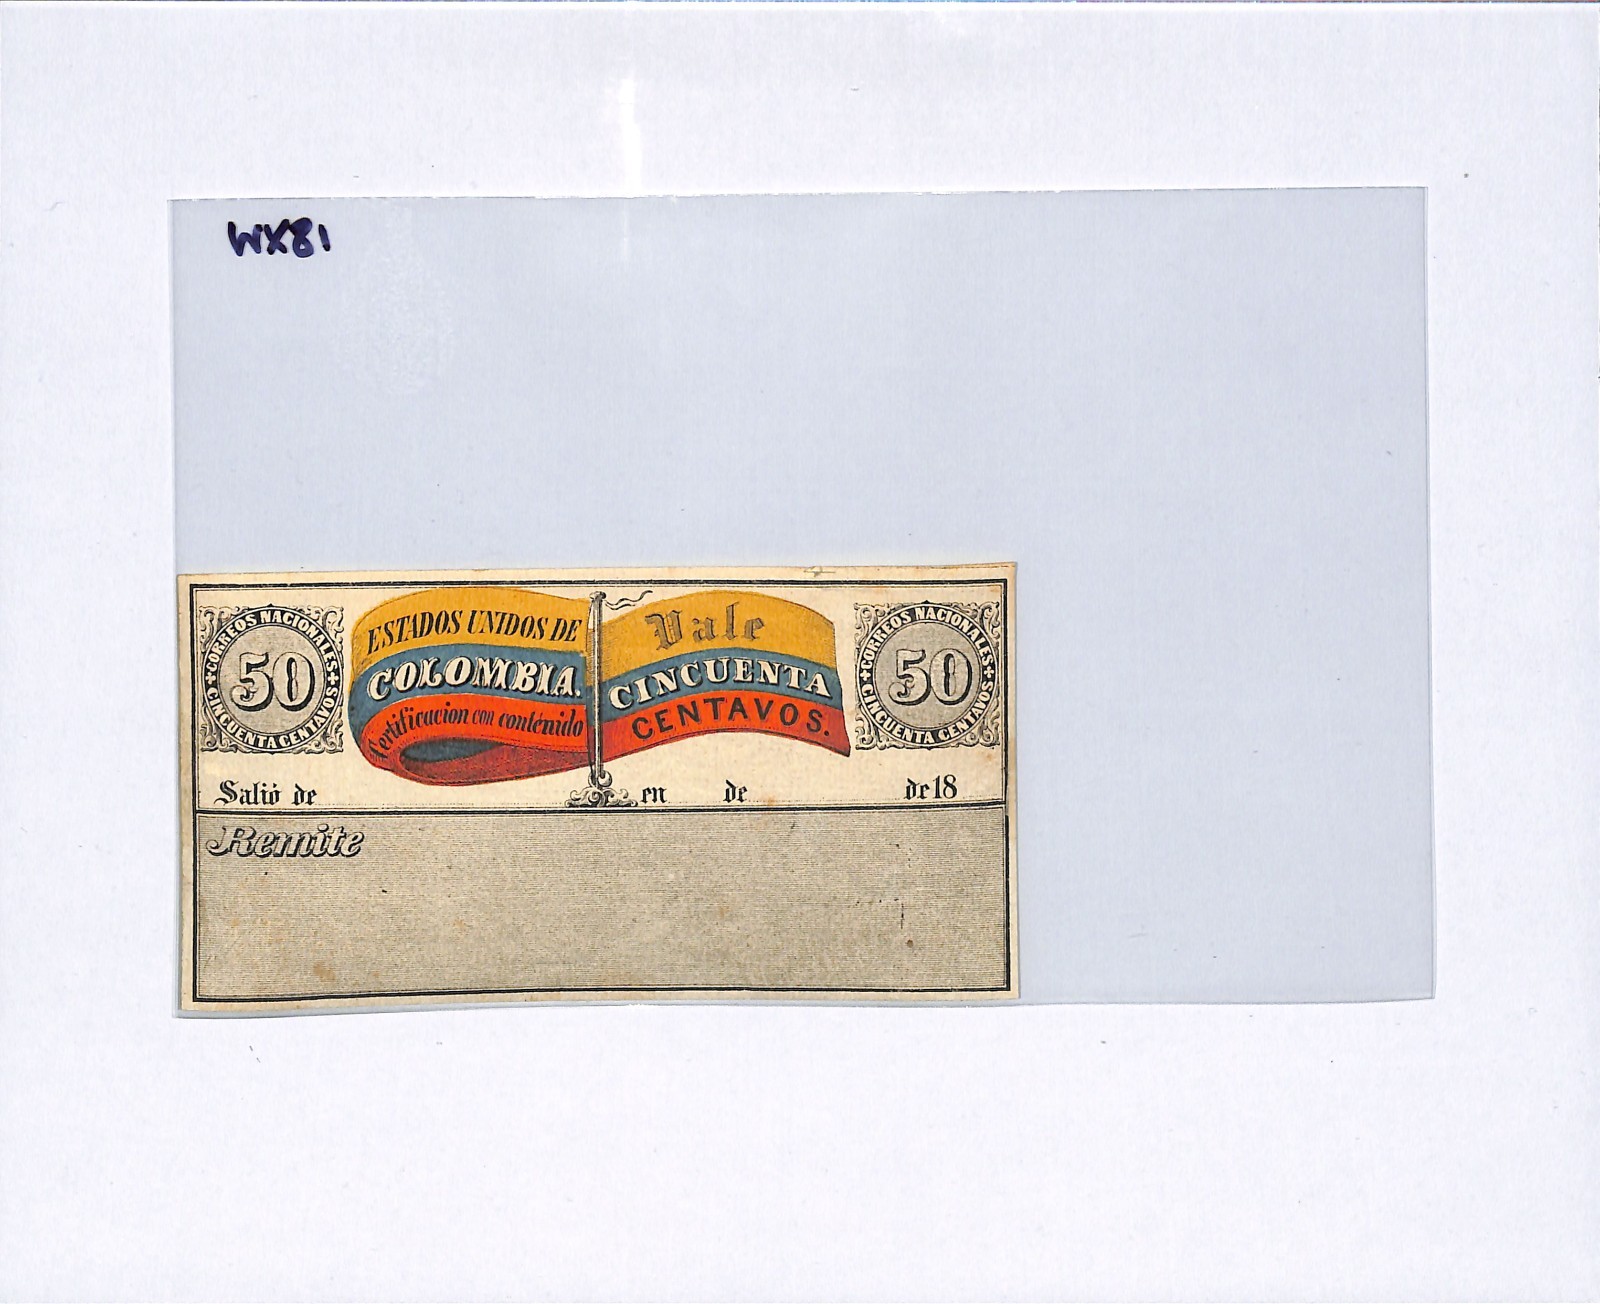 WX81
CORREOS NACIONALES
50
CINCUENTA CENTAVOS
ESTADOS UNIDOS DE
COLOMBIA.
Certificacion con conténido
Vale
CINCUENTA
CENTAVOS.
CORREOS NACIONALES
50
CINCUENTA CENTAVOS
Salió de en de de 18
Remite